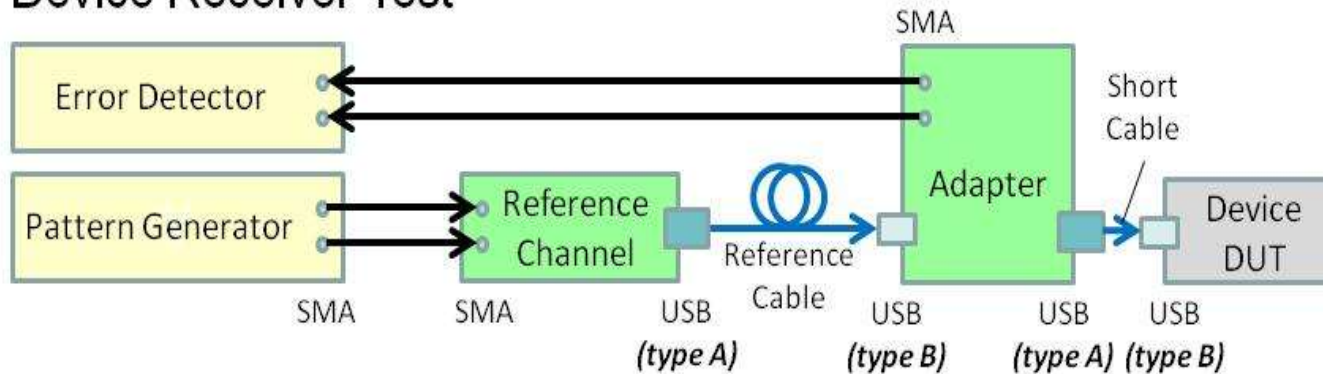 Device Receiver Test
SMA
Error Detector
Short
Cable
Adapter
Pattern Generator
Reference
Channel
Reference
Cable
Device
DUT
SMA
SMA
USB
(type A)
USB
(type B)
USB
(type A)
USB
(type B)